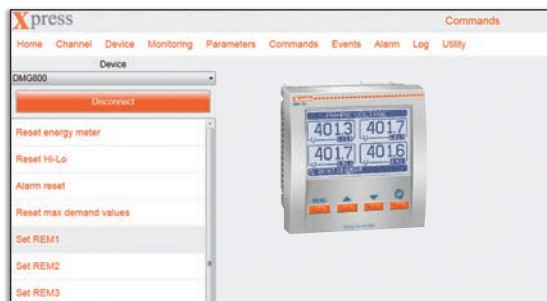 Xpress
Commands
Home Channel Device Monitoring Parameters Commands Events Alarm Log Utility
Device
DMG800
Disconnect
Reset energy meter
Reset Hi-Lo
Alarm reset
Reset max demand values
Set REM1
Set REM2
Set REM3
401.3 401.7
401.7 401.6
MENU